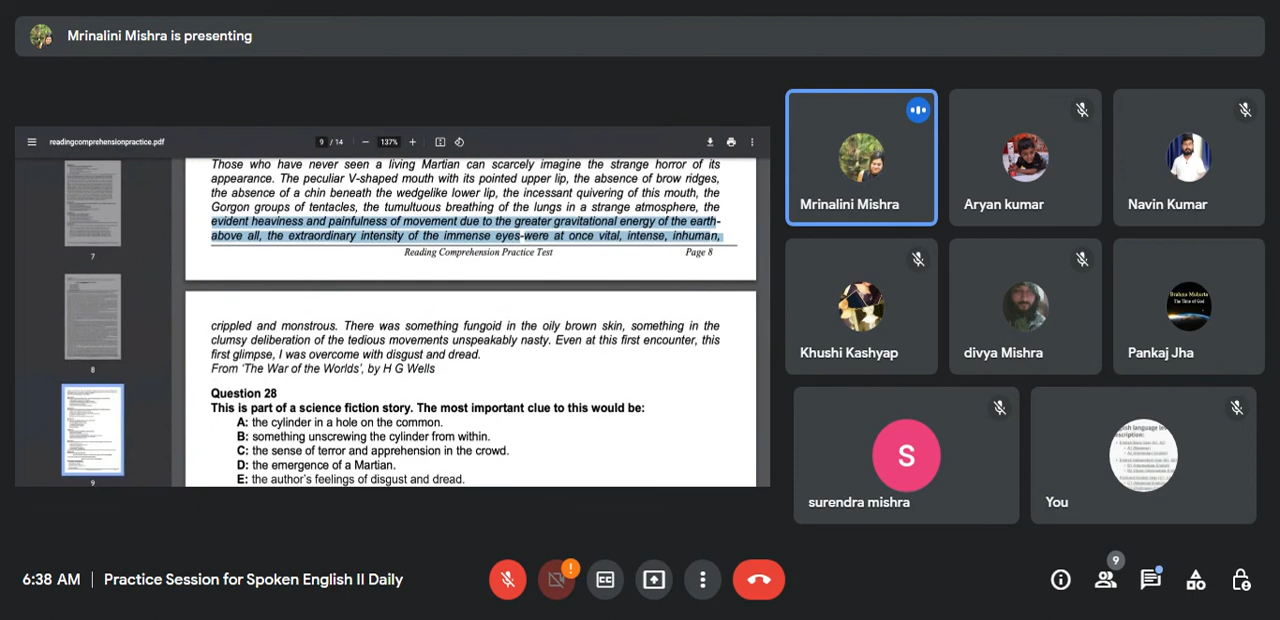 Mrinalini Mishra is presenting
readingcomprehensionpractice.pdf
9 / 14
137%
Those who have never seen a living Martian can scarcely imagine the strange horror of its
appearance. The peculiar V-shaped mouth with its pointed upper lip, the absence of brow ridges,
the absence of a chin beneath the wedgelike lower lip, the incessant quivering of this mouth, the
Gorgon groups of tentacles, the tumultuous breathing of the lungs in a strange atmosphere, the
evident heaviness and painfulness of movement due to the greater gravitational energy of the earth-
above all, the extraordinary intensity of the immense eyes-were at once vital, intense, inhuman,
Reading Comprehension Practice Test Page 8
7
8
9
crippled and monstrous. There was something fungoid in the oily brown skin, something in the
clumsy deliberation of the tedious movements unspeakably nasty. Even at this first encounter, this
first glimpse, I was overcome with disgust and dread.
From 'The War of the Worlds', by H G Wells
Question 28
This is part of a science fiction story. The most important clue to this would be:
A: the cylinder in a hole on the common.
B: something unscrewing the cylinder from within.
C: the sense of terror and apprehension in the crowd.
D: the emergence of a Martian.
E: the author's feelings of disgust and dread.
Mrinalini Mishra
Aryan kumar
Navin Kumar
Khushi Kashyap
divya Mishra
Brahma Muhurta
The Time of God
Pankaj Jha
S
surendra mishra
You
6:38 AM | Practice Session for Spoken English II Daily
!
CC
9